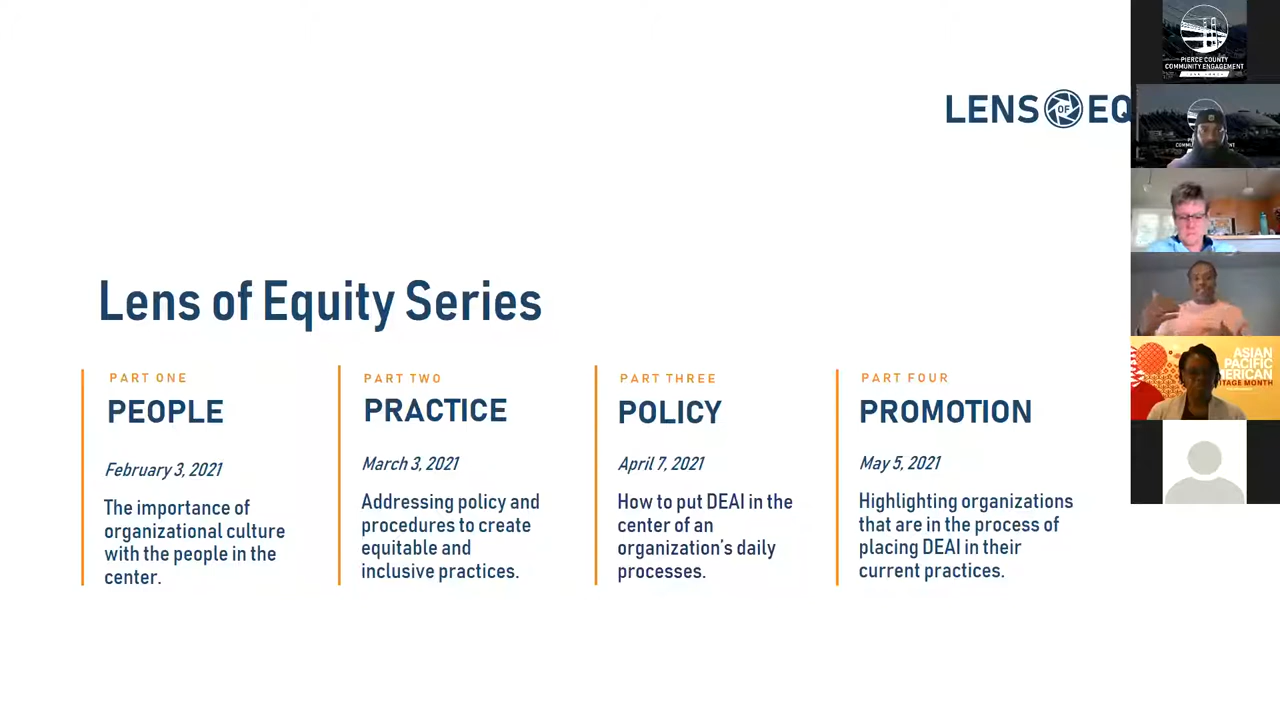 LENS OF EQ
Lens of Equity Series
PART ONE
PEOPLE
February 3, 2021
The importance of
organizational culture
with the people in the
center.
PART TWO
PRACTICE
March 3, 2021
Addressing policy and
procedures to create
equitable and
inclusive practices.
PART THREE
POLICY
April 7, 2021
How to put DEAI in the
center of an
organization's daily
processes.
PART FOUR
PROMOTION
May 5, 2021
Highlighting organizations
that are in the process of
placing DEAI in their
current practices.
PIERCE COUNTY
COMMUNITY ENGAGEMENT
ASIAN
PACIFIC
MERICAN
ITAGE MONTH